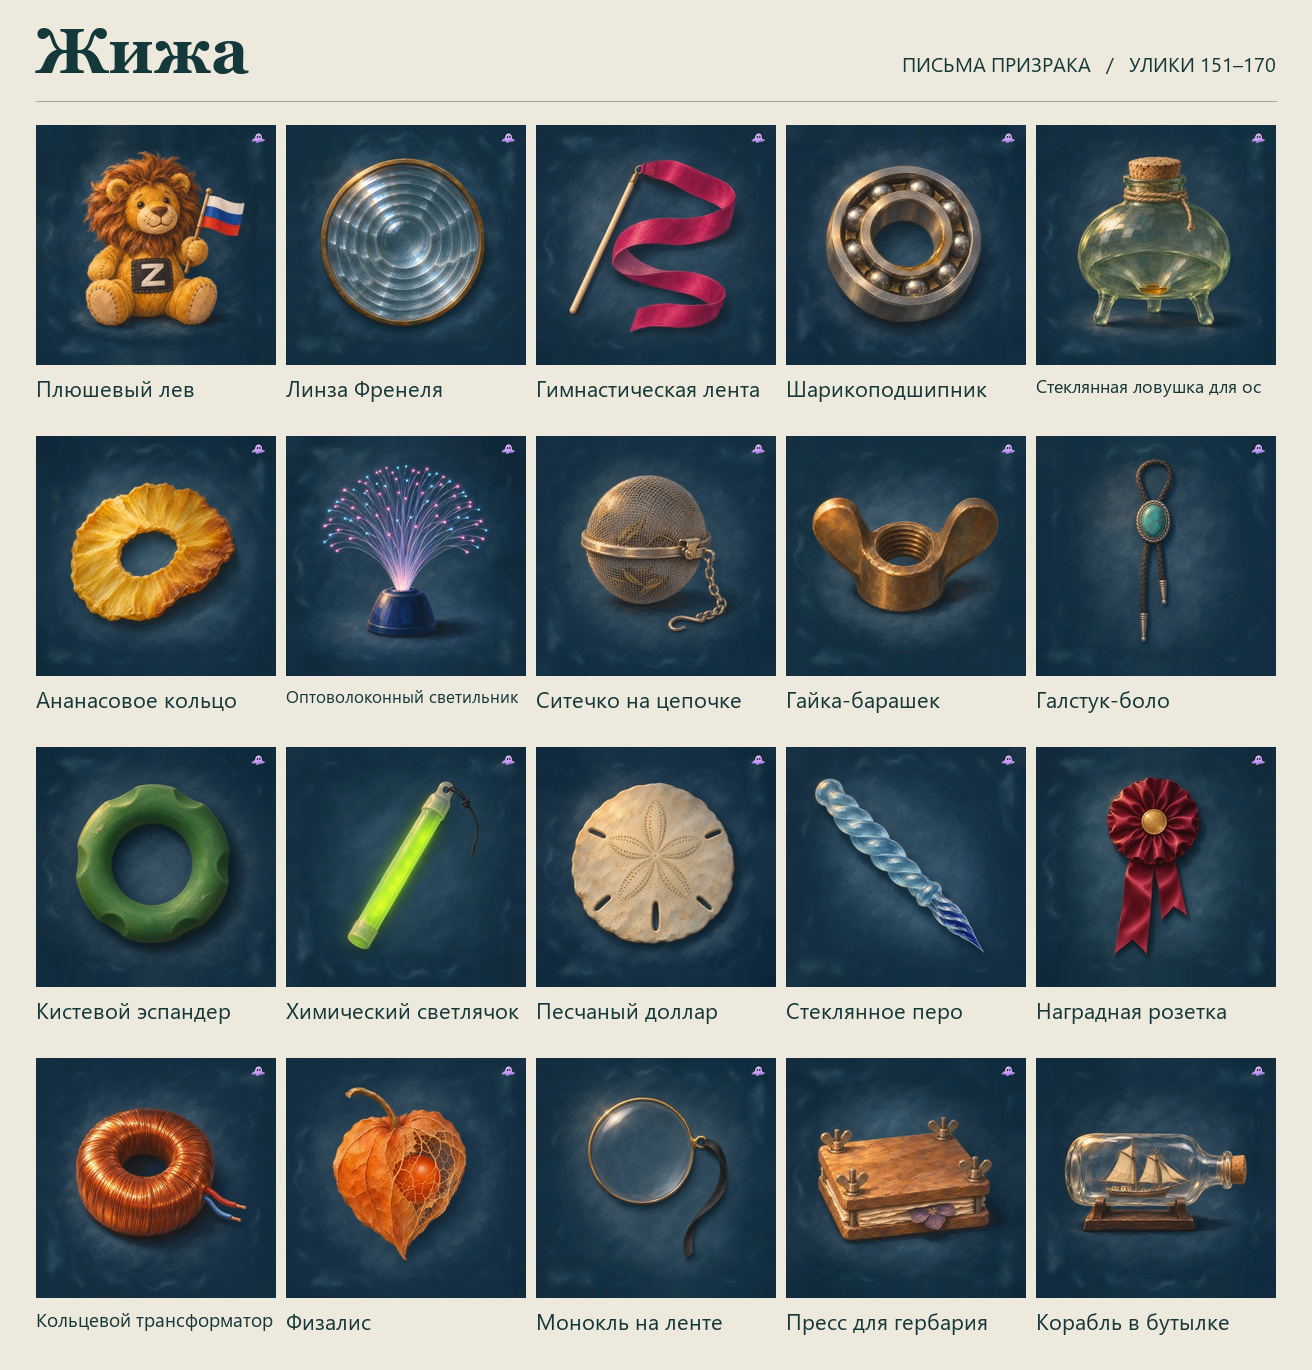 Жижа
ПИСЬМА ПРИЗРАКА / УЛИКИ 151–170
Z
Плюшевый лев
Линза Френеля
Гимнастическая лента
Шарикоподшипник
Стеклянная ловушка для ос
Ананасовое кольцо
Оптоволоконный светильник
Ситечко на цепочке
Гайка-барашек
Галстук-боло
Кистевой эспандер
Химический светлячок
Песчаный доллар
Стеклянное перо
Наградная розетка
Кольцевой трансформатор
Физалис
Монокль на ленте
Пресс для гербария
Корабль в бутылке